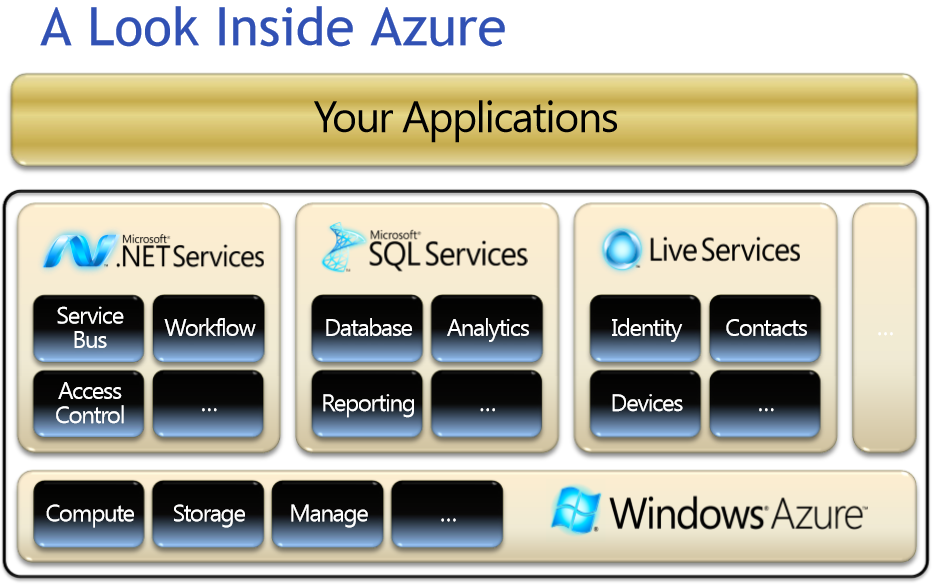 A Look Inside Azure
Your Applications
Microsoft®
.NET Services
Service
Bus
Workflow
Access
Control
...
Microsoft®
SQL Services
Database
Analytics
Reporting
...
Live Services
Identity
Contacts
Devices
...
...
Compute
Storage
Manage
...
Windows® Azure™